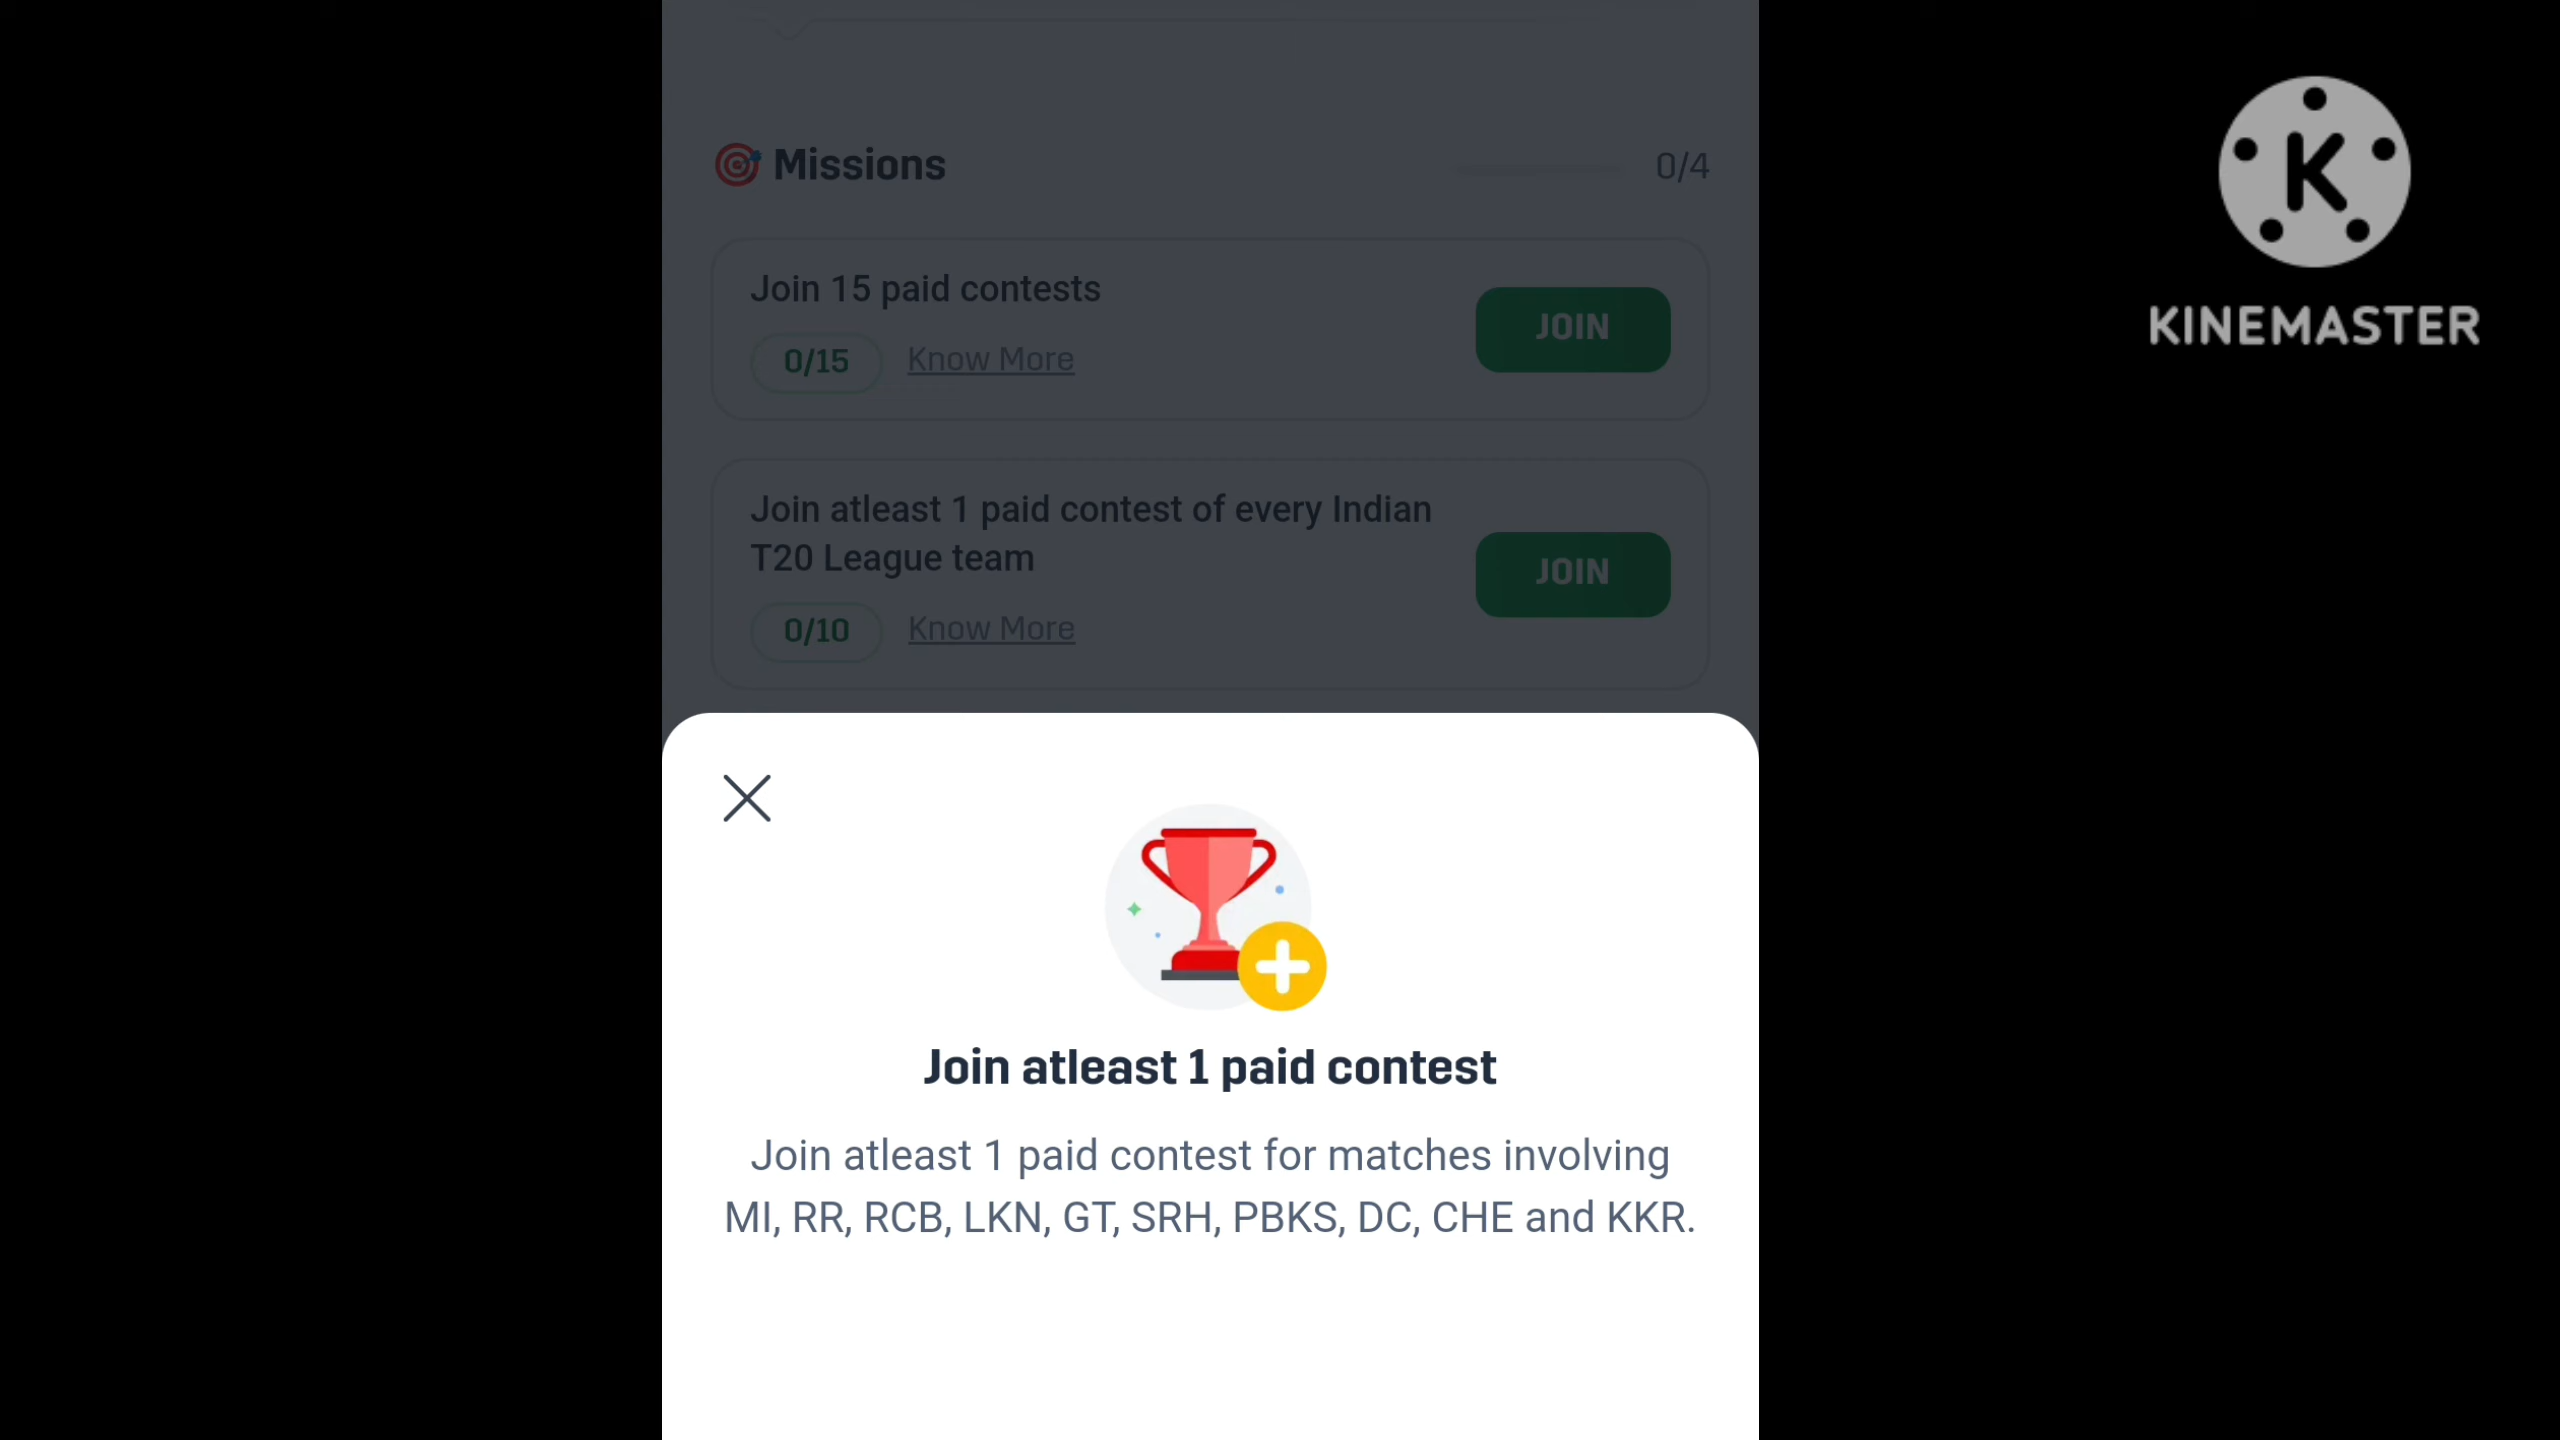 Missions
0/4
Join 15 paid contests
JOIN
0/15 Know More
Join atleast 1 paid contest of every Indian
T20 League team
JOIN
0/10 Know More
Join atleast 1 paid contest
Join atleast 1 paid contest for matches involving
MI, RR, RCB, LKN, GT, SRH, PBKS, DC, CHE and KKR.
K
KINEMASTER